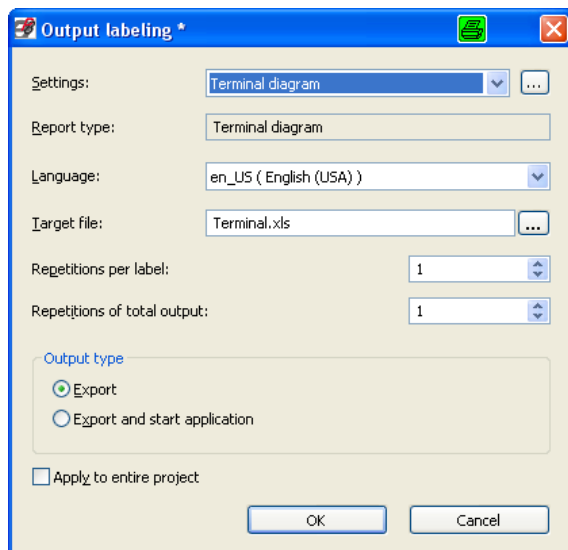 Output labeling *
Settings: Terminal diagram ...
Report type: Terminal diagram
Language: en_US ( English (USA) )
Target file: Terminal.xls ...
Repetitions per label: 1
Repetitions of total output: 1
Output type
Export
Export and start application
Apply to entire project
OK Cancel